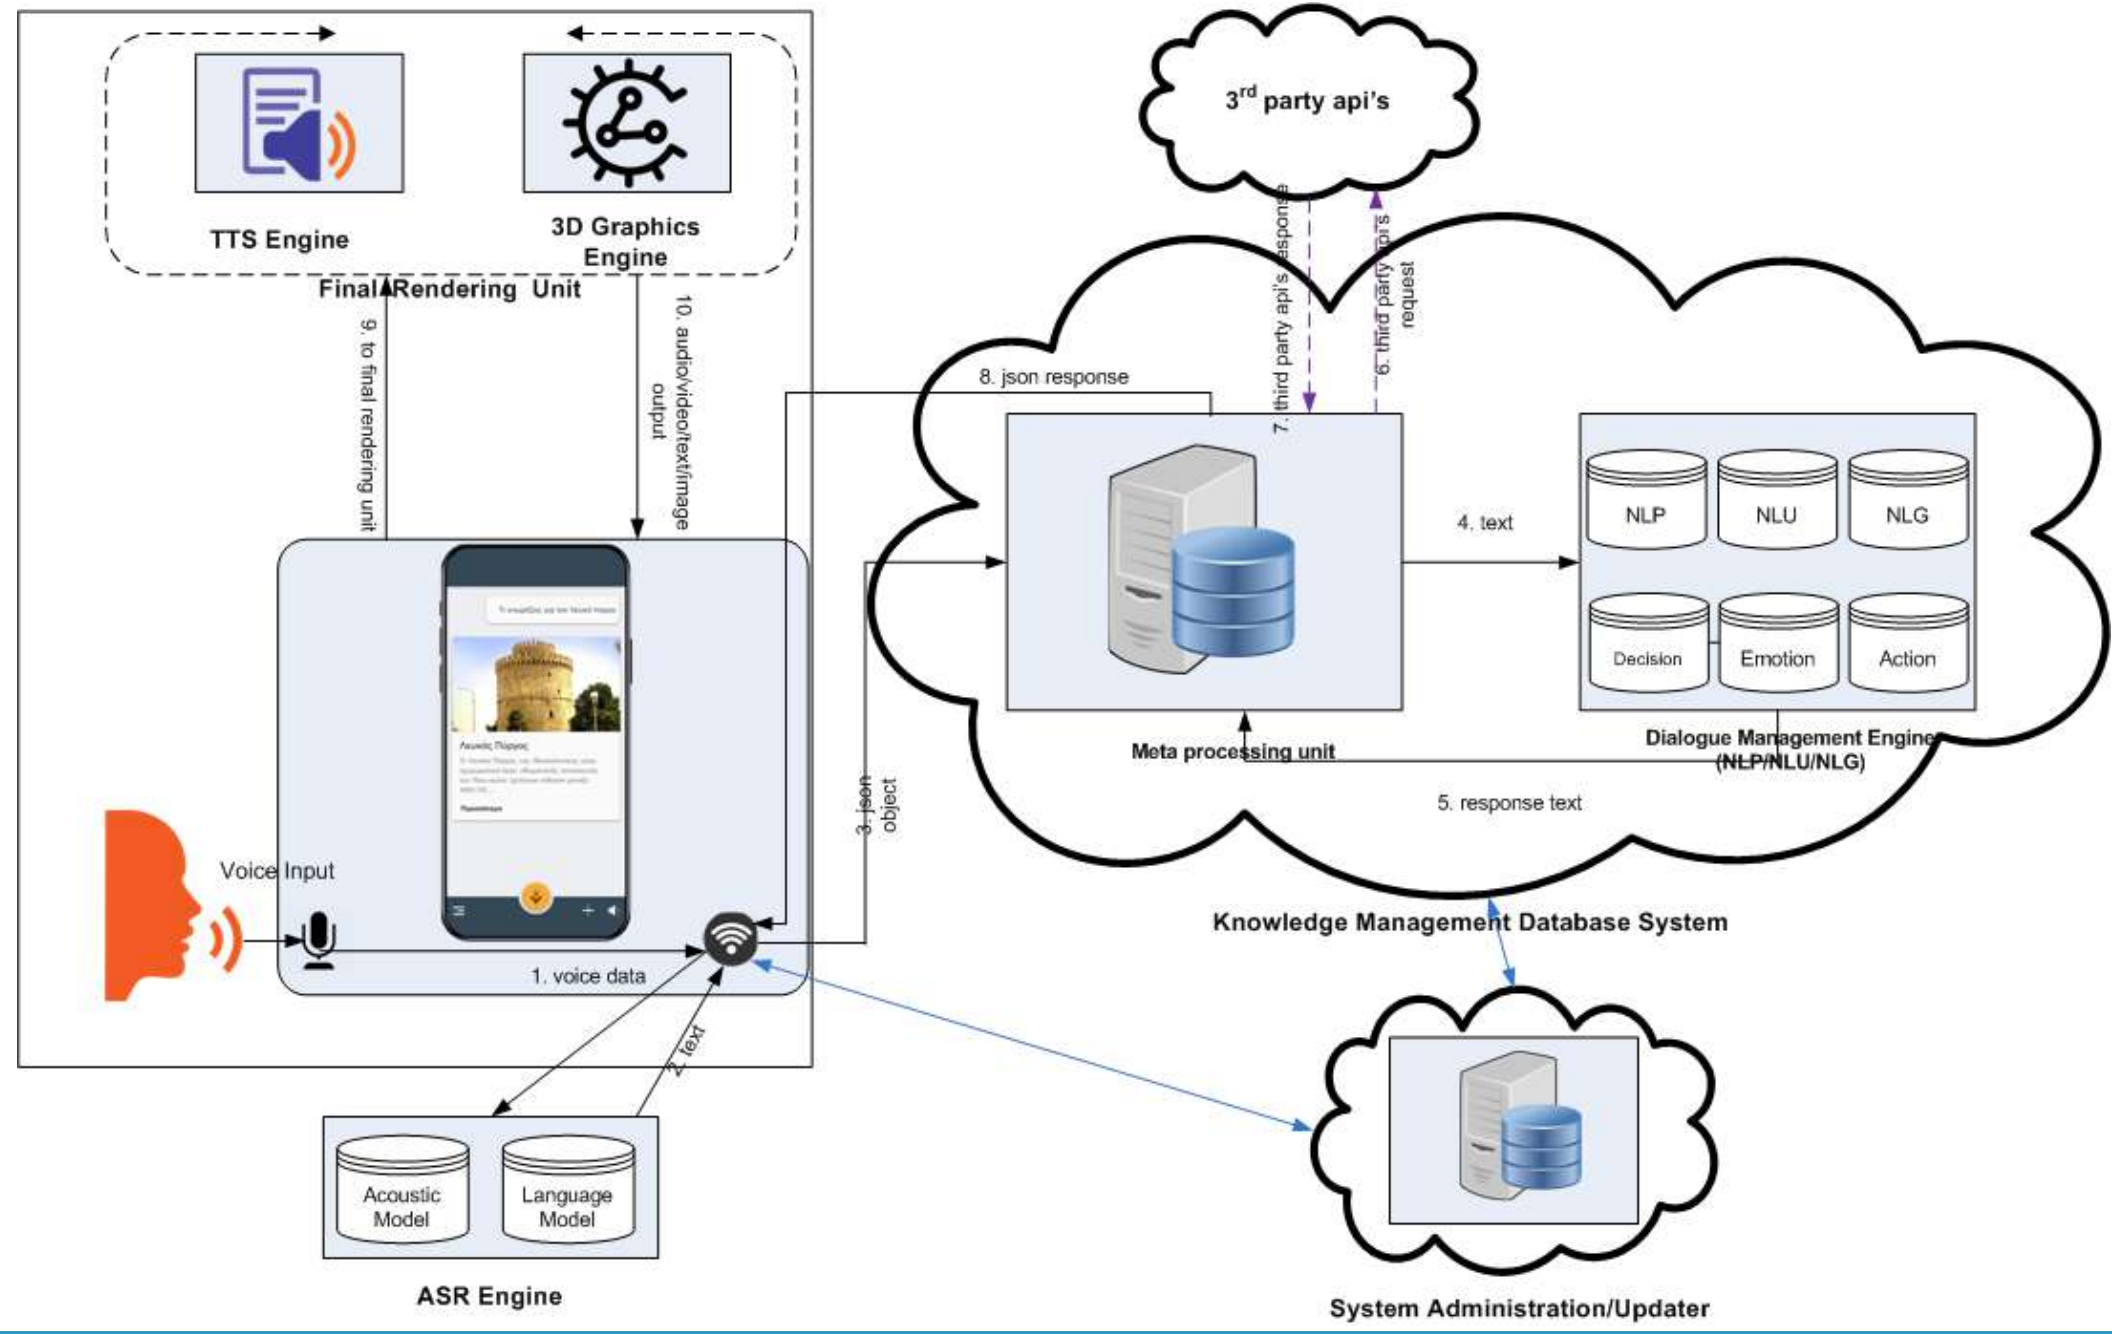 3rd party api's
TTS Engine
3D Graphics
Engine
Final Rendering Unit
9. to final rendering unit
10. audio/video/text/image
output
7. third party api's response
6. third party api's
request
8. json response
4. text
NLP
NLU
NLG
Decision
Emotion
Action
Meta processing unit
Dialogue Management Engine
(NLP/NLU/NLG)
5. response text
3. json
object
Λευκός Πύργος
Voice Input
1. voice data
2. text
Knowledge Management Database System
Acoustic
Model
Language
Model
ASR Engine
System Administration/Updater